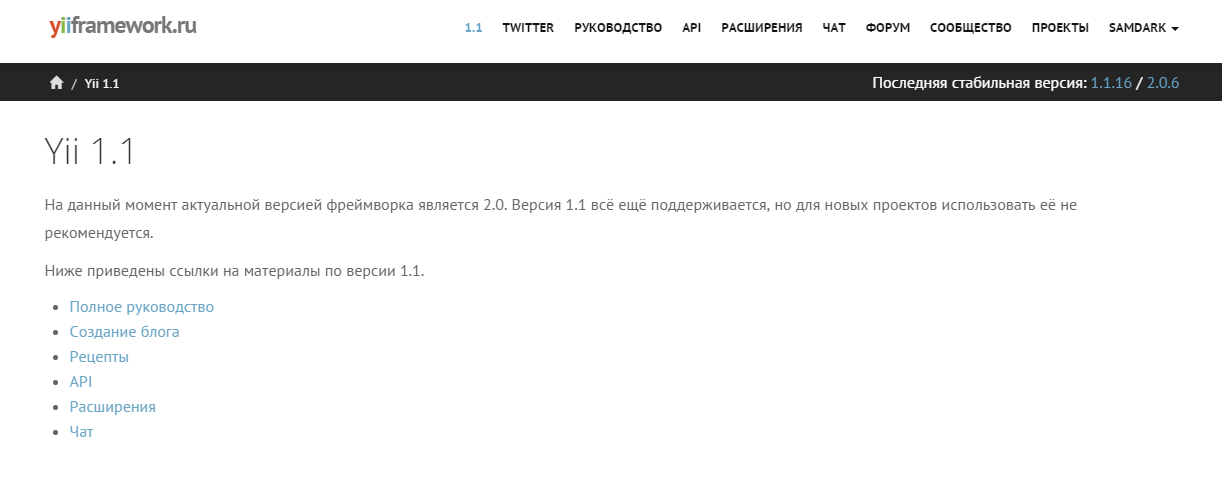 yiiframework.ru
1.1 TWITTER РУКОВОДСТВО API РАСШИРЕНИЯ ЧАТ ФОРУМ СООБЩЕСТВО ПРОЕКТЫ SAMDARK
/ Yii 1.1
Последняя стабильная версия: 1.1.16 / 2.0.6
Yii 1.1
На данный момент актуальной версией фреймворка является 2.0. Версия 1.1 всё ещё поддерживается, но для новых проектов использовать её не
рекомендуется.
Ниже приведены ссылки на материалы по версии 1.1.
Полное руководство
Создание блога
Рецепты
API
Расширения
Чат